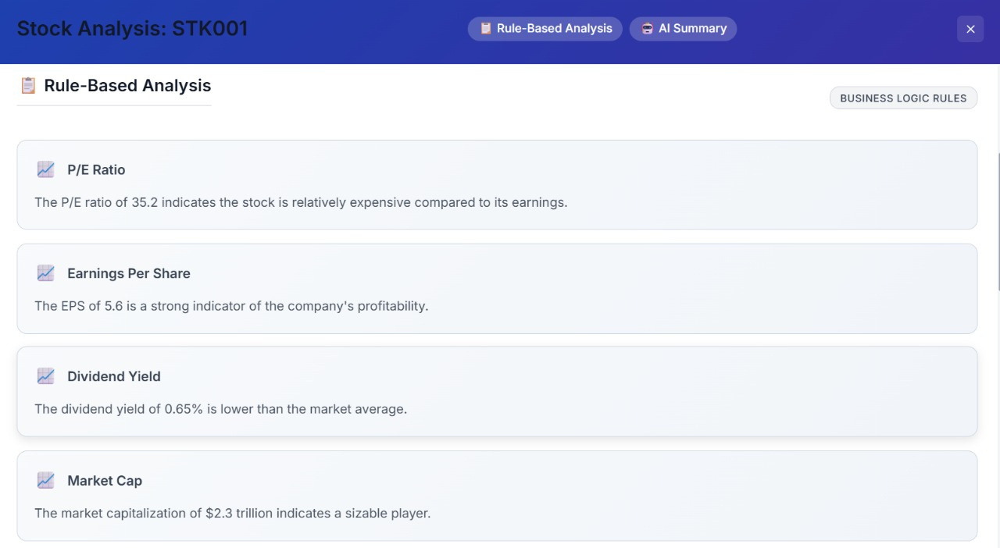 Stock Analysis: STK001
Rule-Based Analysis
AI Summary
Rule-Based Analysis
BUSINESS LOGIC RULES
P/E Ratio
The P/E ratio of 35.2 indicates the stock is relatively expensive compared to its earnings.
Earnings Per Share
The EPS of 5.6 is a strong indicator of the company's profitability.
Dividend Yield
The dividend yield of 0.65% is lower than the market average.
Market Cap
The market capitalization of $2.3 trillion indicates a sizable player.